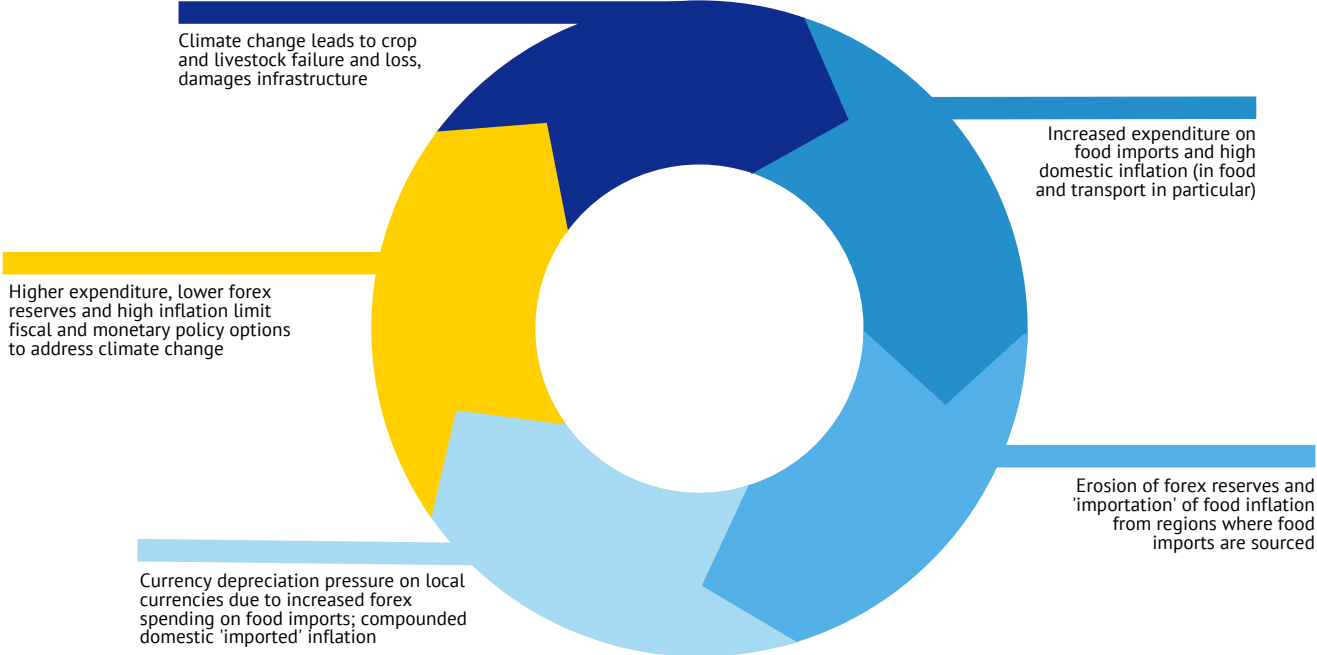 Climate change leads to crop
and livestock failure and loss,
damages infrastructure
Increased expenditure on
food imports and high
domestic inflation (in food
and transport in particular)
Erosion of forex reserves and
'importation' of food inflation
from regions where food
imports are sourced
Currency depreciation pressure on local
currencies due to increased forex
spending on food imports; compounded
domestic 'imported' inflation
Higher expenditure, lower forex
reserves and high inflation limit
fiscal and monetary policy options
to address climate change